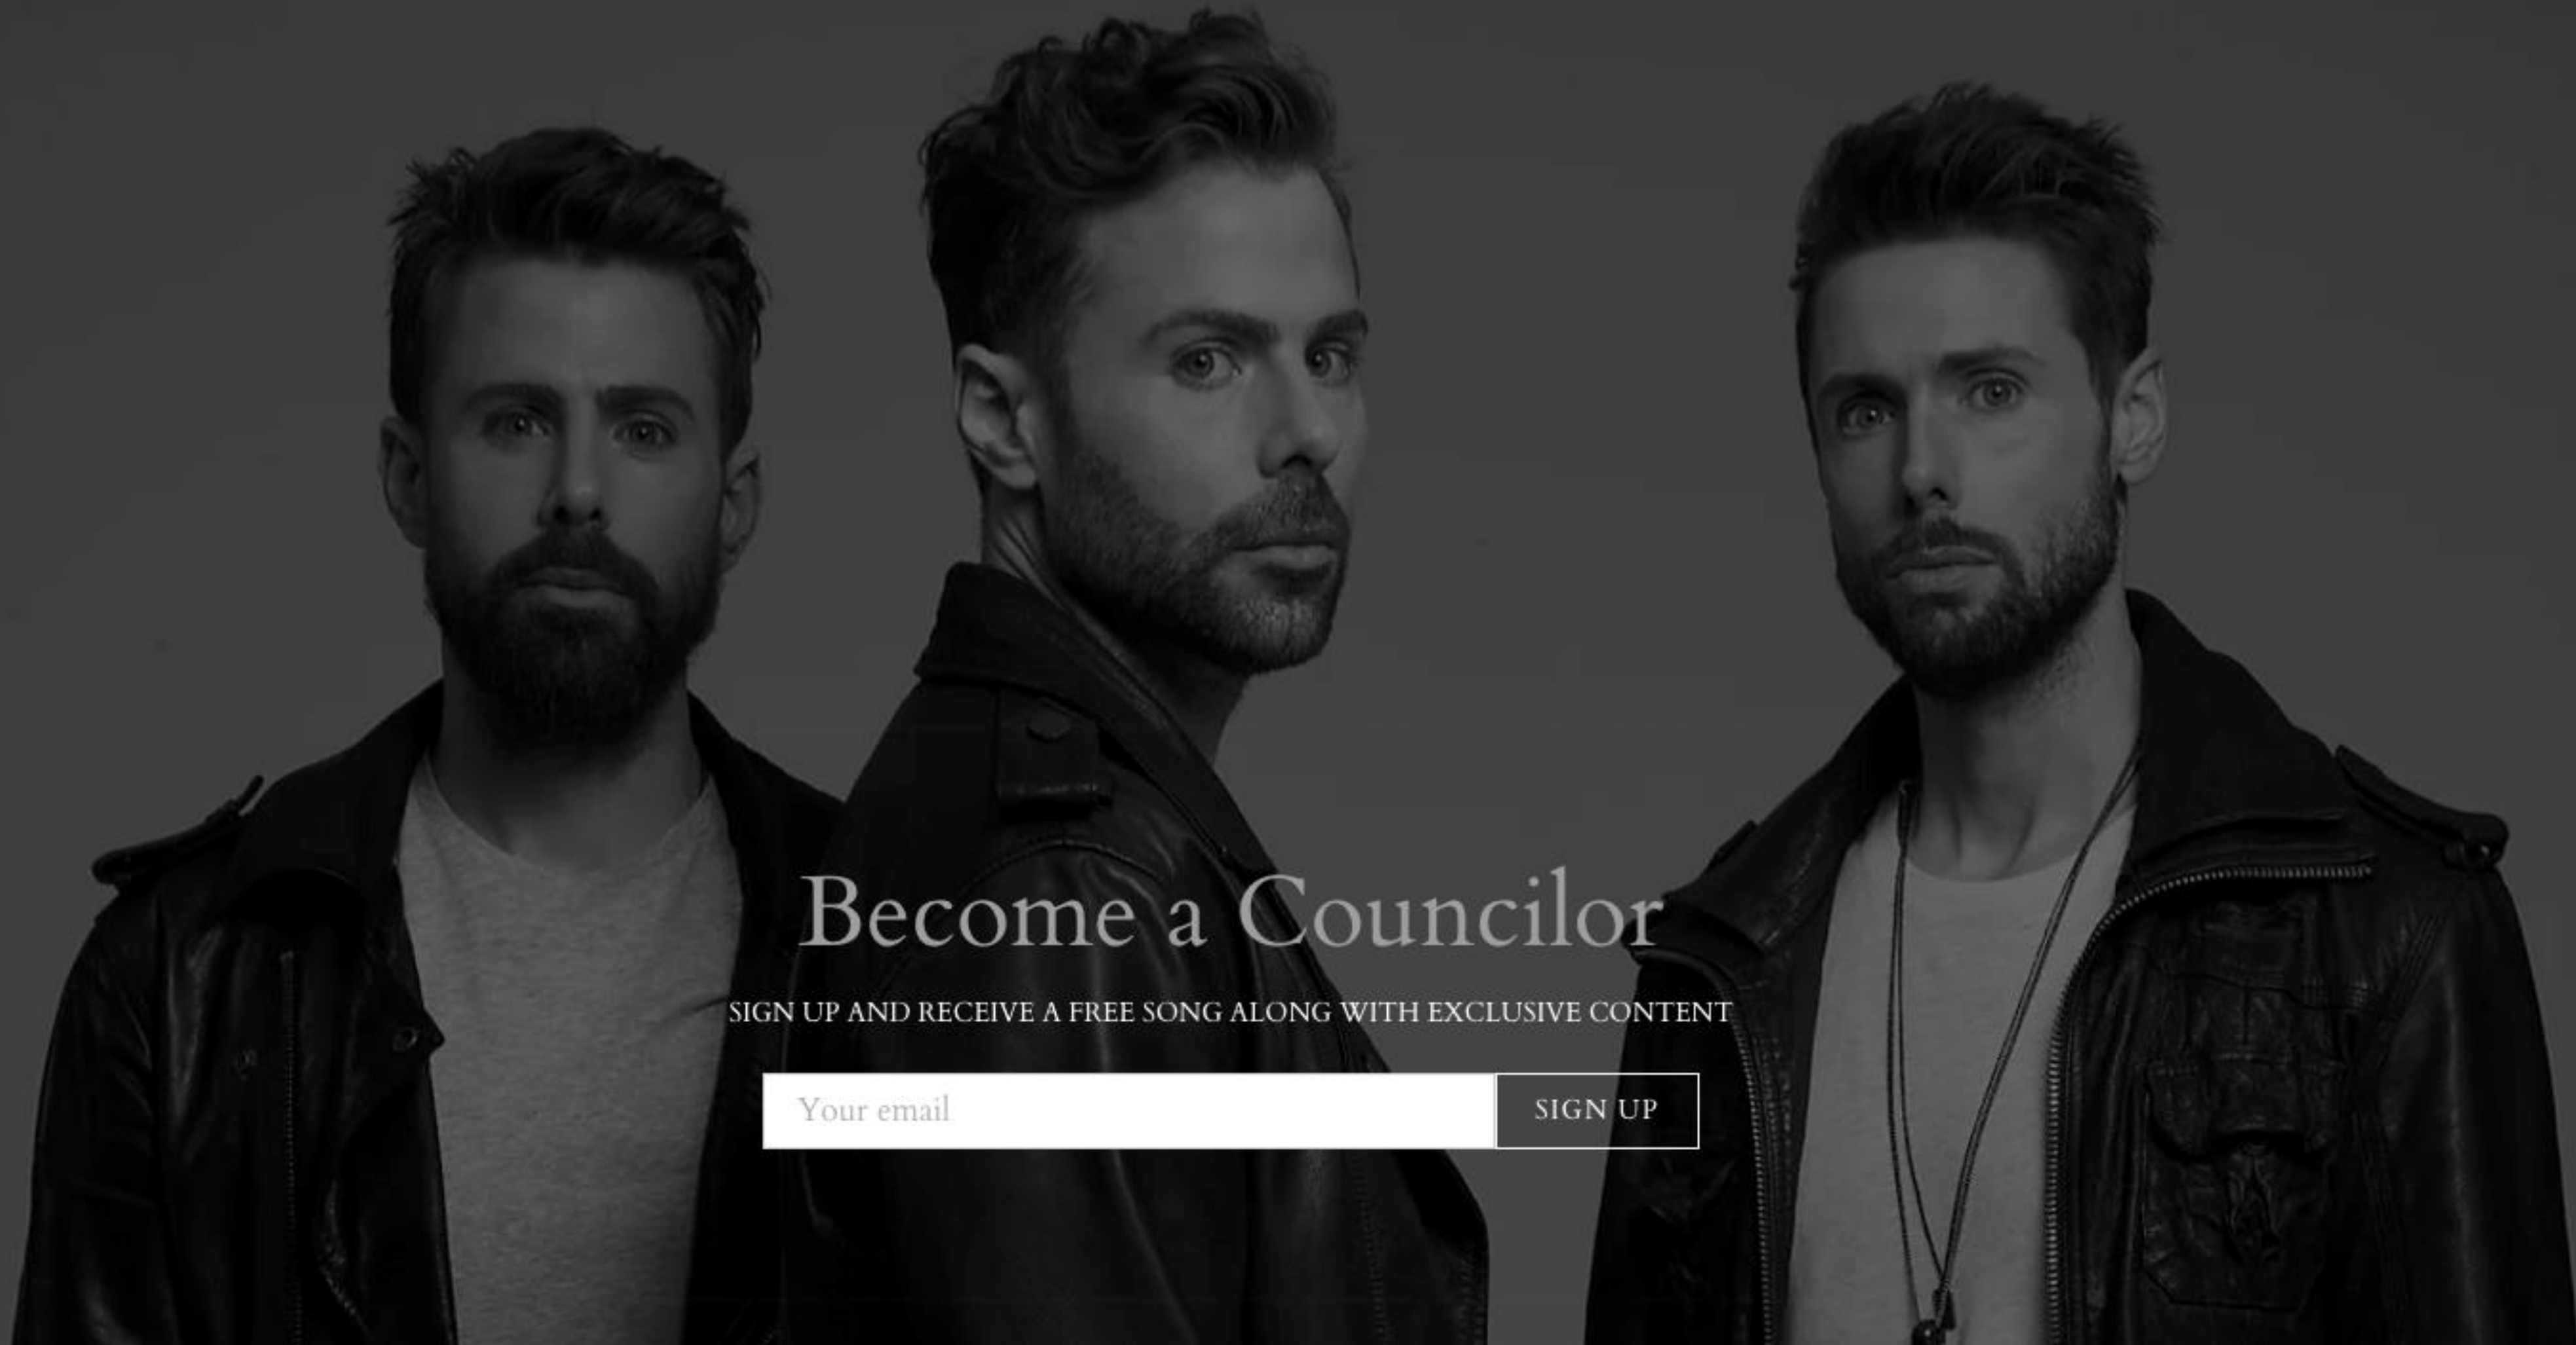 Become a Councilor
SIGN UP AND RECEIVE A FREE SONG ALONG WITH EXCLUSIVE CONTENT
Your email
SIGN UP